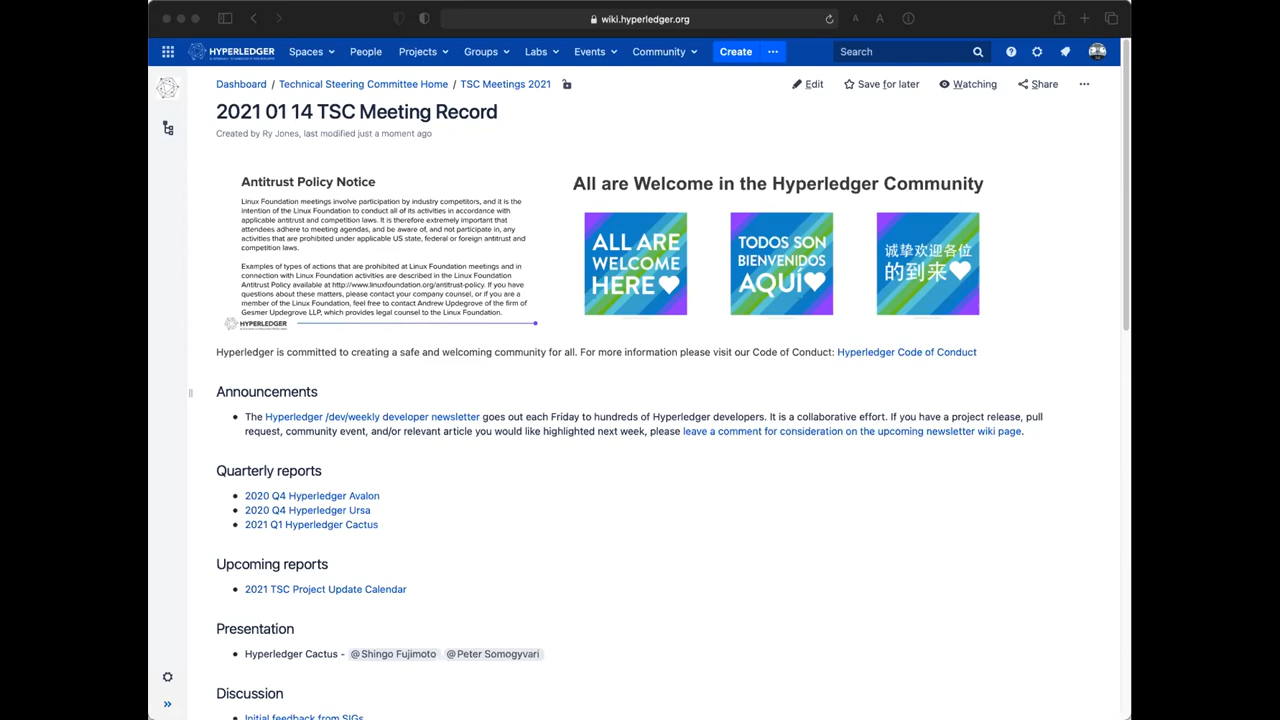 wiki.hyperledger.org
A A
HYPERLEDGER Spaces People Projects Groups Labs Events Community Create ••• Search
Dashboard / Technical Steering Committee Home / TSC Meetings 2021
Edit Save for later Watching Share •••
2021 01 14 TSC Meeting Record
Created by Ry Jones, last modified just a moment ago
Antitrust Policy Notice
Linux Foundation meetings involve participation by industry competitors, and it is the
intention of the Linux Foundation to conduct all of its activities in accordance with
applicable antitrust and competition laws. It is therefore extremely important that
attendees adhere to meeting agendas, and be aware of, and not participate in, any
activities that are prohibited under applicable US state, federal or foreign antitrust and
competition laws.
Examples of types of actions that are prohibited at Linux Foundation meetings and in
connection with Linux Foundation activities are described in the Linux Foundation
Antitrust Policy available at http://www.linuxfoundation.org/antitrust-policy. If you have
questions about these matters, please contact your company counsel, or if you are a
member of the Linux Foundation, feel free to contact Andrew Updegrove of the firm of
Gesmer Updegrove LLP, which provides legal counsel to the Linux Foundation.
HYPERLEDGER
All are Welcome in the Hyperledger Community
ALL ARE
WELCOME
HERE
TODOS SON
BIENVENIDOS
AQUÍ
诚挚欢迎各位
的到来
Hyperledger is committed to creating a safe and welcoming community for all. For more information please visit our Code of Conduct: Hyperledger Code of Conduct
Announcements
• The Hyperledger /dev/weekly developer newsletter goes out each Friday to hundreds of Hyperledger developers. It is a collaborative effort. If you have a project release, pull
request, community event, and/or relevant article you would like highlighted next week, please leave a comment for consideration on the upcoming newsletter wiki page.
Quarterly reports
• 2020 Q4 Hyperledger Avalon
• 2020 Q4 Hyperledger Ursa
• 2021 Q1 Hyperledger Cactus
Upcoming reports
• 2021 TSC Project Update Calendar
Presentation
• Hyperledger Cactus - @Shingo Fujimoto @Peter Somogyvari
Discussion
• Initial feedback from SIGs